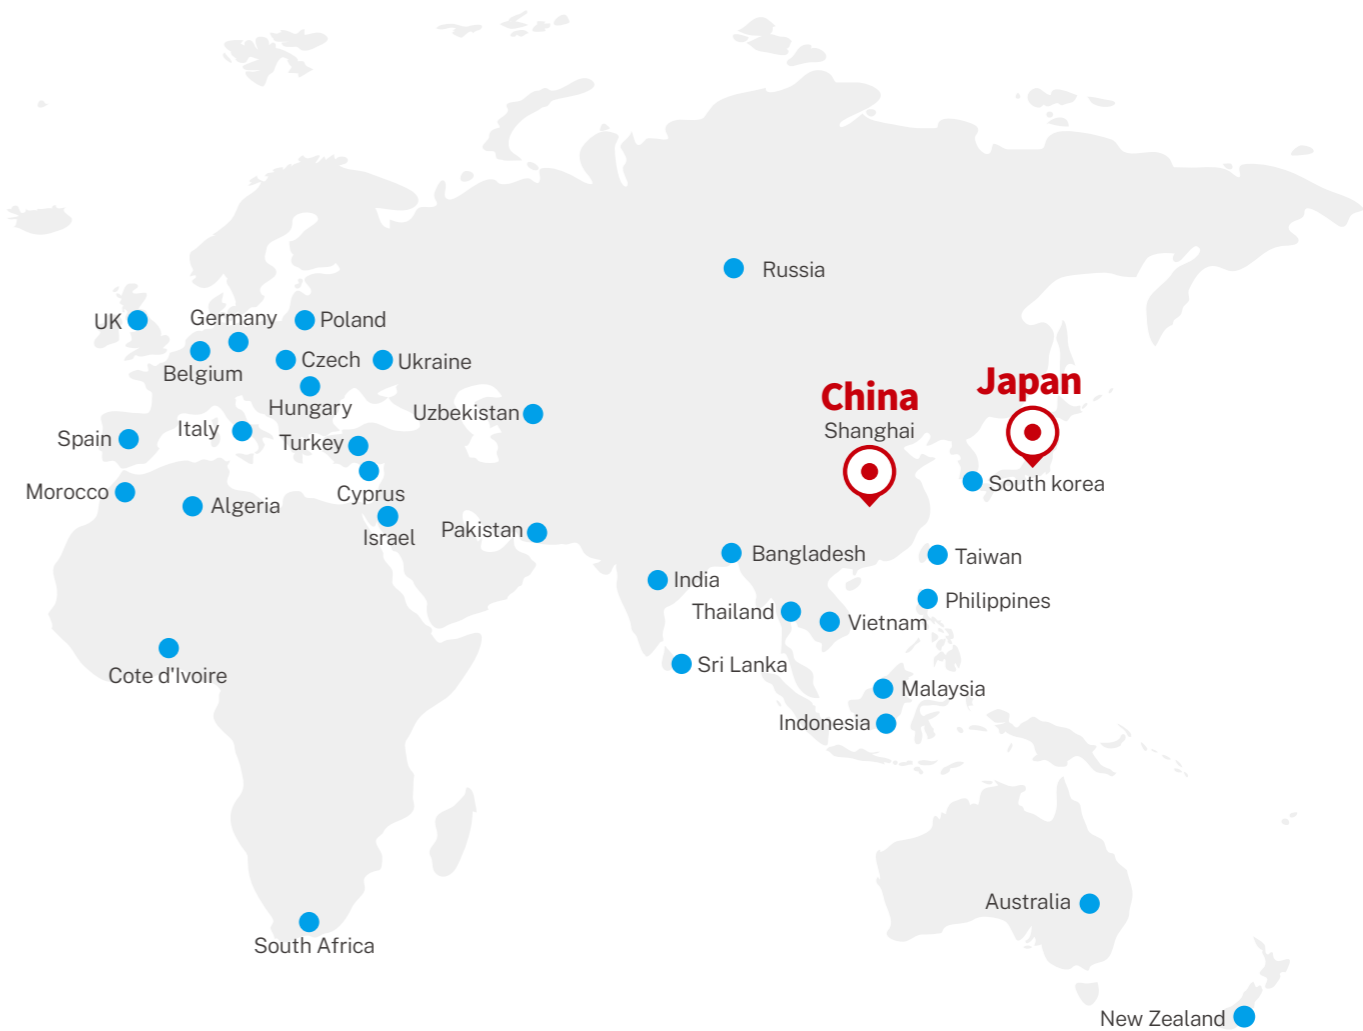 Russia
UK
Germany
Poland
Belgium
Czech
Ukraine
Hungary
Japan
China
Shanghai
Uzbekistan
Spain
Italy
Turkey
Morocco
Algeria
Cyprus
Israel
Pakistan
South korea
Bangladesh
Taiwan
India
Philippines
Thailand
Vietnam
Cote d'Ivoire
Sri Lanka
Malaysia
Indonesia
Australia
South Africa
New Zealand